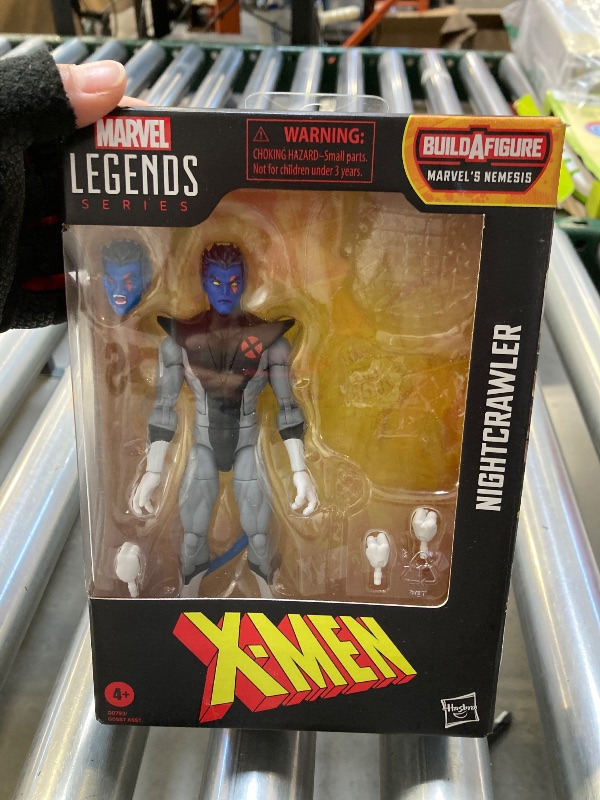 MARVEL
LEGENDS
SERIES
WARNING:
CHOKING HAZARD–Small parts.
Not for children under 3 years.
BUILDAFIGURE
MARVEL'S NEMESIS
NIGHTCRAWLER
X-MEN
4+
Hasbro